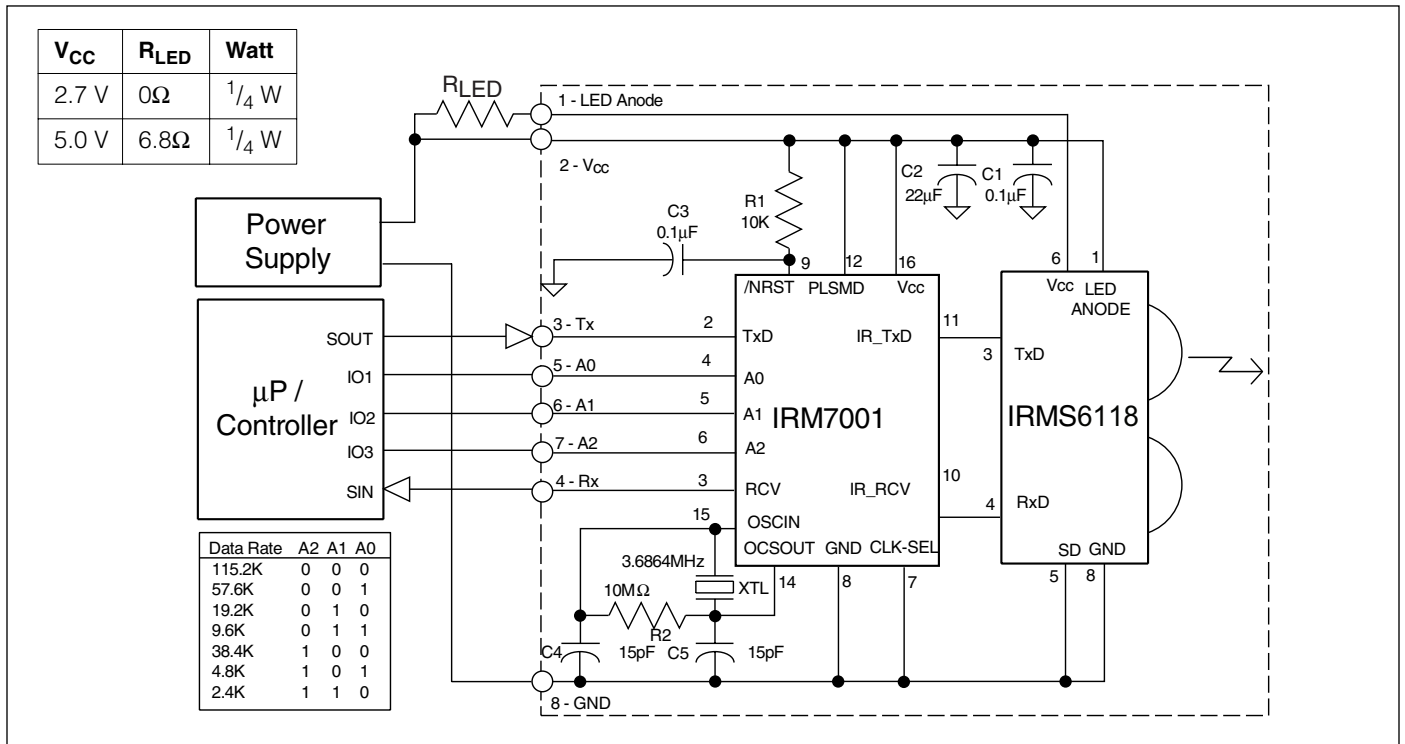 VCC RLED Watt
2.7 V 0Ω 1/4 W
5.0 V 6.8Ω 1/4 W
RLED
1 - LED Anode
2 - Vcc
Power
Supply
C3
0.1µF
R1
10K
C2
22µF
C1
0.1µF
9
12
16
6
1
/NRST
PLSMD
Vcc
Vcc
LED
ANODE
µP /
Controller
SOUT
IO1
IO2
IO3
SIN
3 - Tx
5 - A0
6 - A1
7 - A2
4 - Rx
2
4
5
6
3
15
TxD
A0
A1
A2
RCV
OSCIN
OCSOUT
GND
CLK-SEL
IRM7001
IR_TxD
IR_RCV
11
10
3
4
TxD
RxD
IRMS6118
SD
GND
5
8
14
8
7
3.6864MHz
XTL
10MΩ
R2
C4
15pF
C5
15pF
8 - GND
Data Rate A2 A1 A0
115.2K 0 0 0
57.6K 0 0 1
19.2K 0 1 0
9.6K 0 1 1
38.4K 1 0 0
4.8K 1 0 1
2.4K 1 1 0